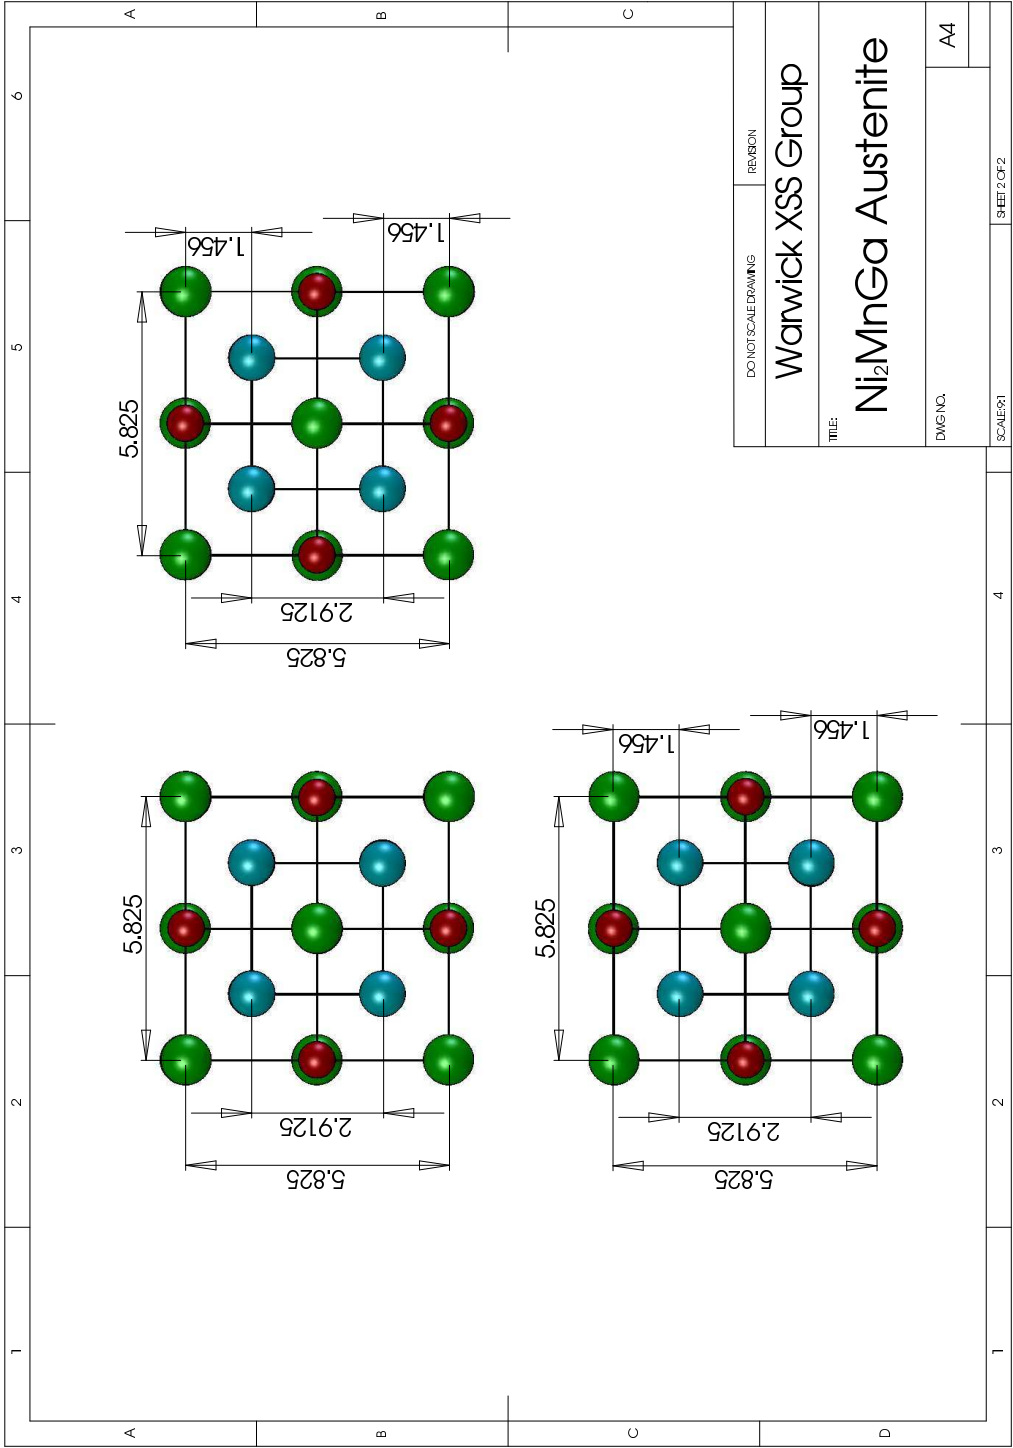 6
5
4
3
2
1
A
B
C
A
B
C
D
4
3
2
1
5.825
1.456
1.456
2.9125
5.825
5.825
2.9125
5.825
5.825
1.456
1.456
2.9125
5.825
DO NOT SCALE DRAWING
REVISION
Warwick XSS Group
TITLE:
Ni₂MnGa Austenite
DWG NO.
A4
SCALE:9:1
SHEET 2 OF 2